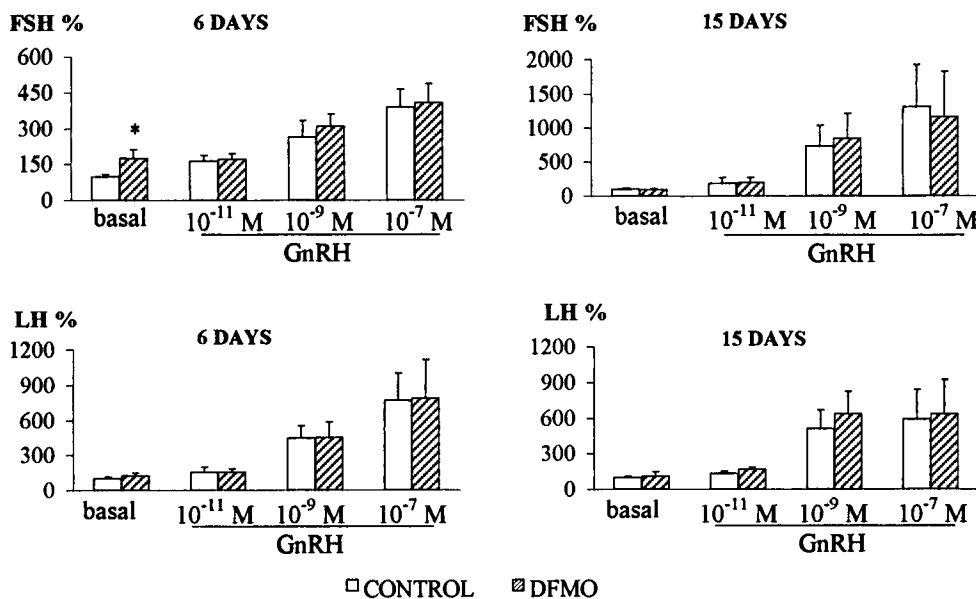 FSH %
6 DAYS
600
450
300
150
0
*
basal
10⁻¹¹ M
10⁻⁹ M
10⁻⁷ M
GnRH
FSH %
15 DAYS
2000
1500
1000
500
0
basal
10⁻¹¹ M
10⁻⁹ M
10⁻⁷ M
GnRH
LH %
6 DAYS
1200
900
600
300
0
basal
10⁻¹¹ M
10⁻⁹ M
10⁻⁷ M
GnRH
LH %
15 DAYS
1200
900
600
300
0
basal
10⁻¹¹ M
10⁻⁹ M
10⁻⁷ M
GnRH
CONTROL
DFMO